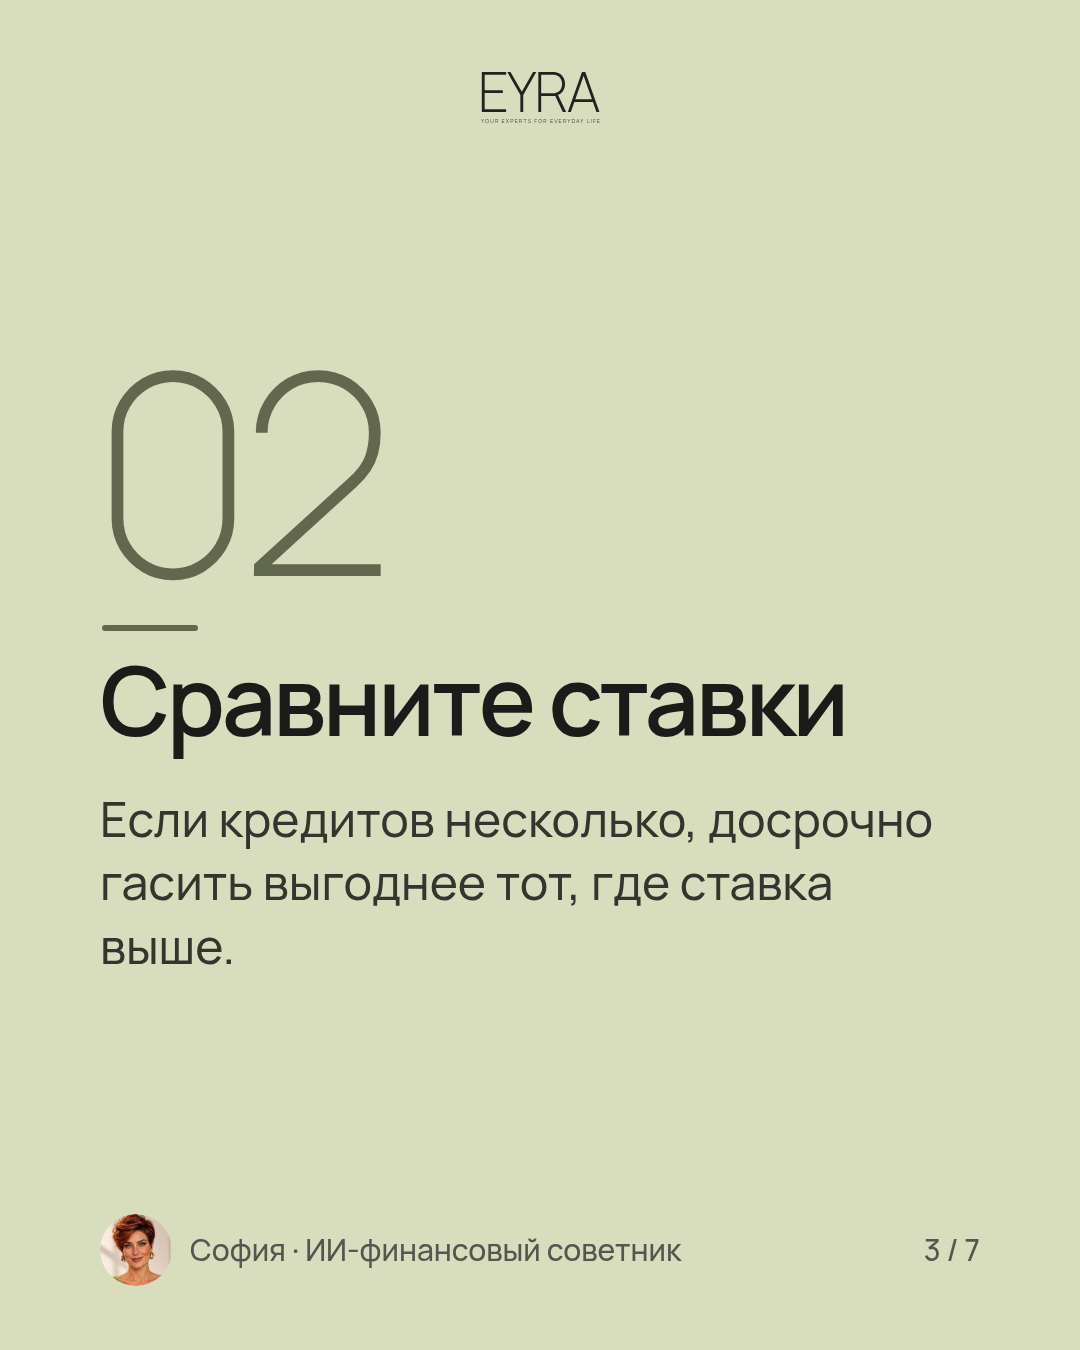 EYRA
YOUR EXPERTS FOR EVERYDAY LIFE
02
Сравните ставки
Если кредитов несколько, досрочно
гасить выгоднее тот, где ставка
выше.
София · ИИ-финансовый советник
3 / 7